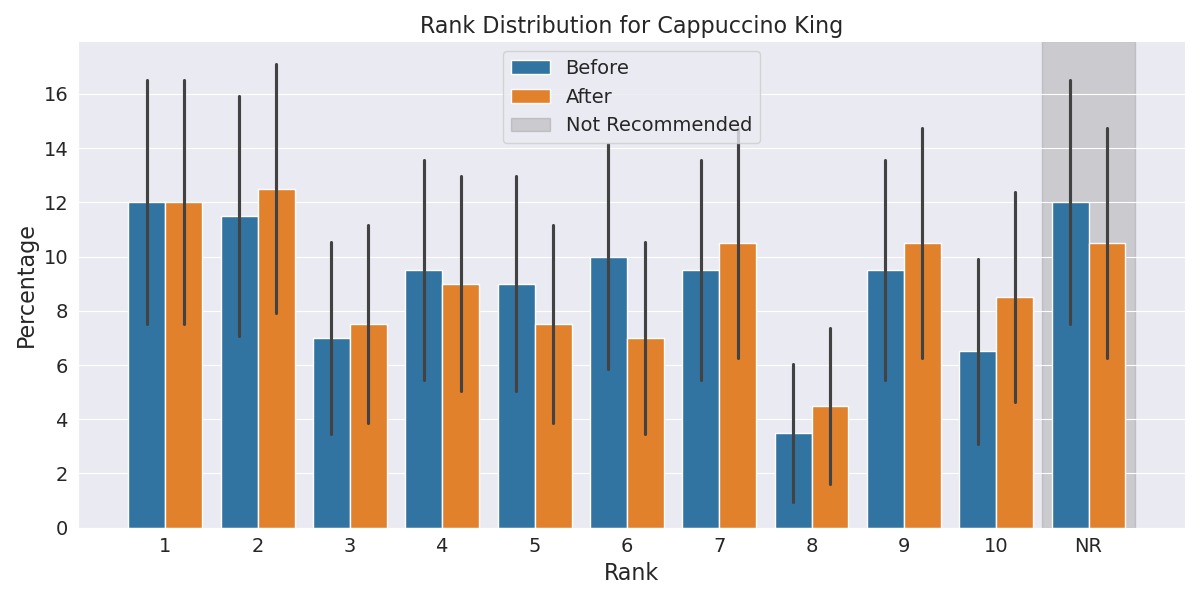 Rank Distribution for Cappuccino King
Before
After
Not Recommended
Percentage
16
14
12
10
8
6
4
2
0
1 2 3 4 5 6 7 8 9 10 NR
Rank